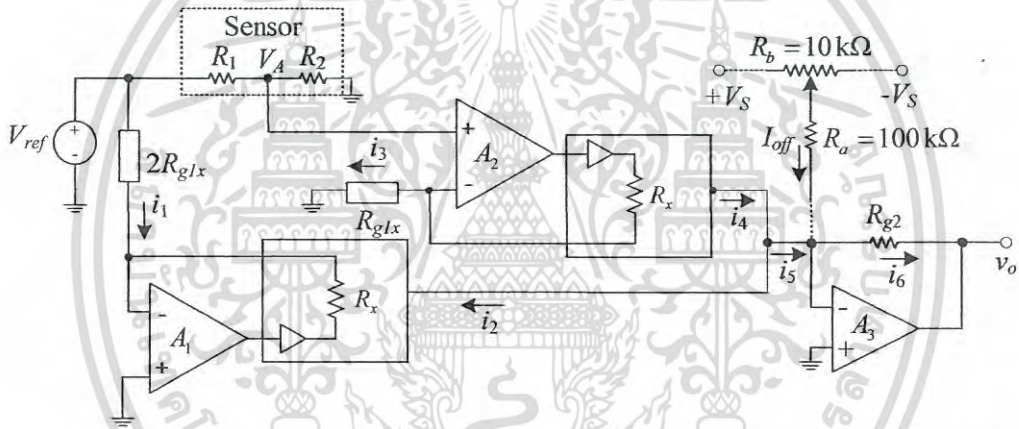 Sensor
R1 VA R2
Rb = 10 kΩ
+VS -VS
Vref
+
-
2Rg1x
i1
i3
Rg1x
+
-
A2
Rx
i4
Ioff
Ra = 100 kΩ
Rg2
i5
i6
vo
Rx
i2
-
+
A1
-
+
A3